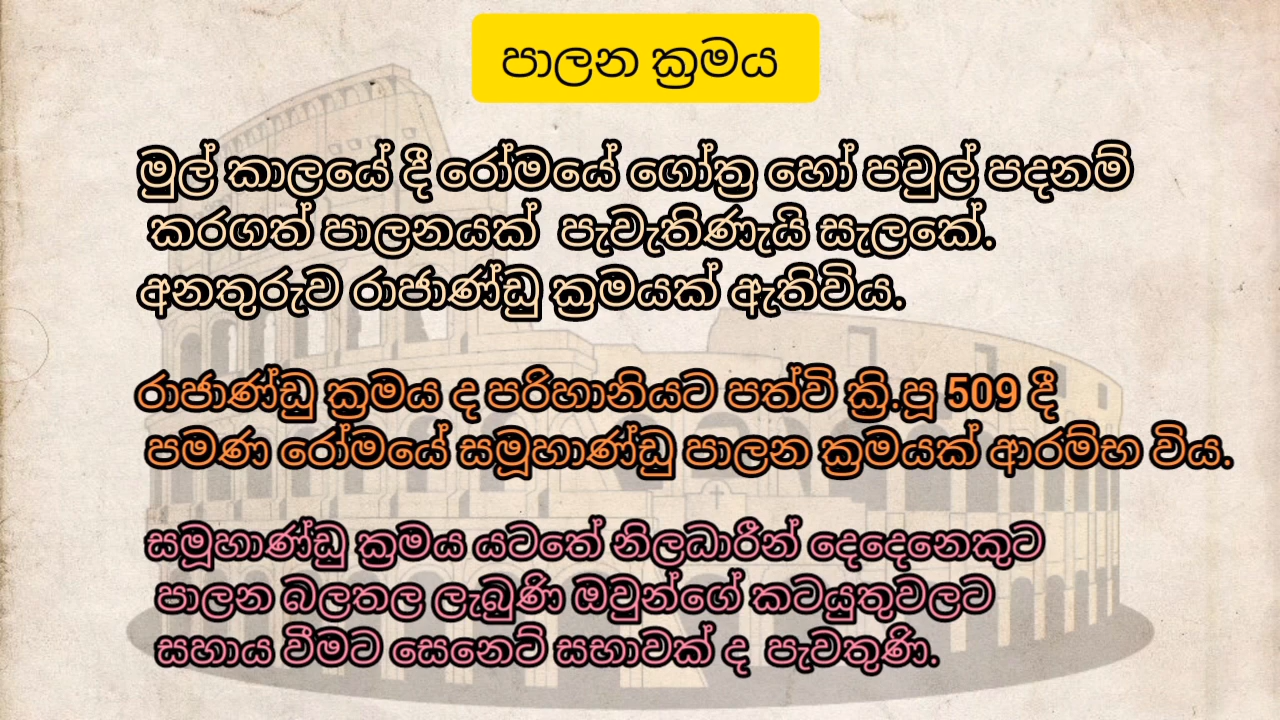 පාලන ක්‍රමය
මුල් කාලයේ දී රෝමයේ ගෝත්‍ර හෝ පවුල් පදනම්
කරගත් පාලනයක් පැවැතිණැයි සැලකේ.
අනතුරුව රාජාණ්ඩු ක්‍රමයක් ඇතිවිය.
රාජාණ්ඩු ක්‍රමය ද පරිහානියට පත්වි ක්‍රි.පූ 509 දී
පමණ රෝමයේ සමූහාණ්ඩු පාලන ක්‍රමයක් ආරම්භ විය.
සමූහාණ්ඩු ක්‍රමය යටතේ නිලධාරීන් දෙදෙනෙකුට
පාලන බලතල ලැබුණි ඔවුන්ගේ කටයුතුවලට
සහාය වීමට සෙනෙට් සභාවක් ද පැවතුණි.